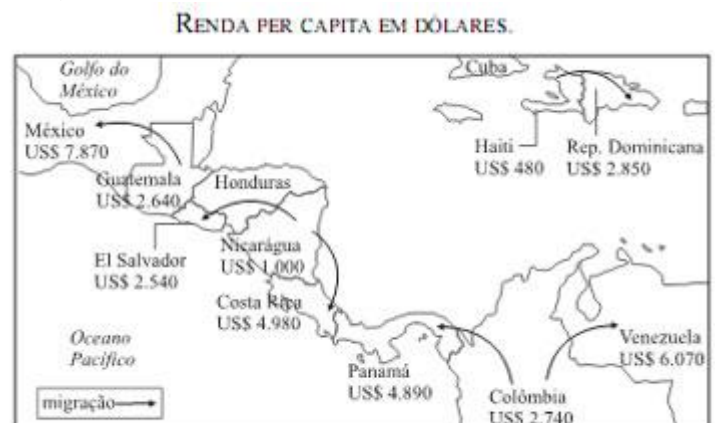 RENDA PER CAPITA EM DÓLARES.
Golfo do
México
Cuba
México
US$ 7.870
Haiti
US$ 480
Rep. Dominicana
US$ 2.850
Guatemala
US$ 2.640
Honduras
El Salvador
US$ 2.540
Nicarágua
US$ 1.000
Costa Rica
US$ 4.980
Oceano
Pacífico
Venezuela
US$ 6.070
Panamá
US$ 4.890
Colômbia
US$ 2.740
migração